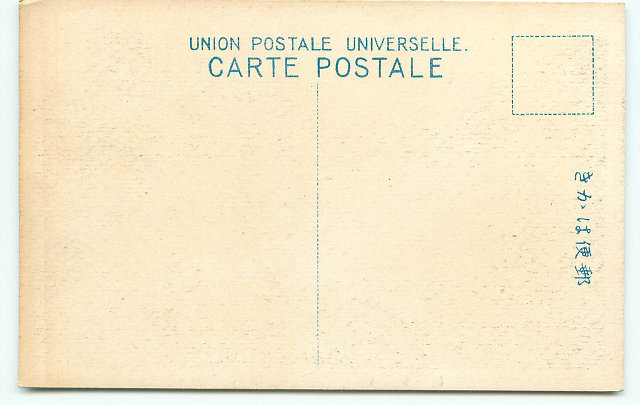 UNION POSTALE UNIVERSELLE.
CARTE POSTALE
郵便はかき